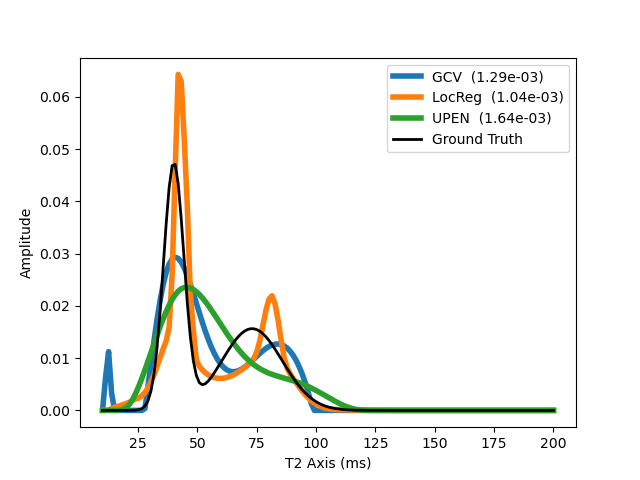 GCV  (1.29e-03)
LocReg  (1.04e-03)
UPEN  (1.64e-03)
Ground Truth
Amplitude
0.06
0.05
0.04
0.03
0.02
0.01
0.00
25 50 75 100 125 150 175 200
T2 Axis (ms)